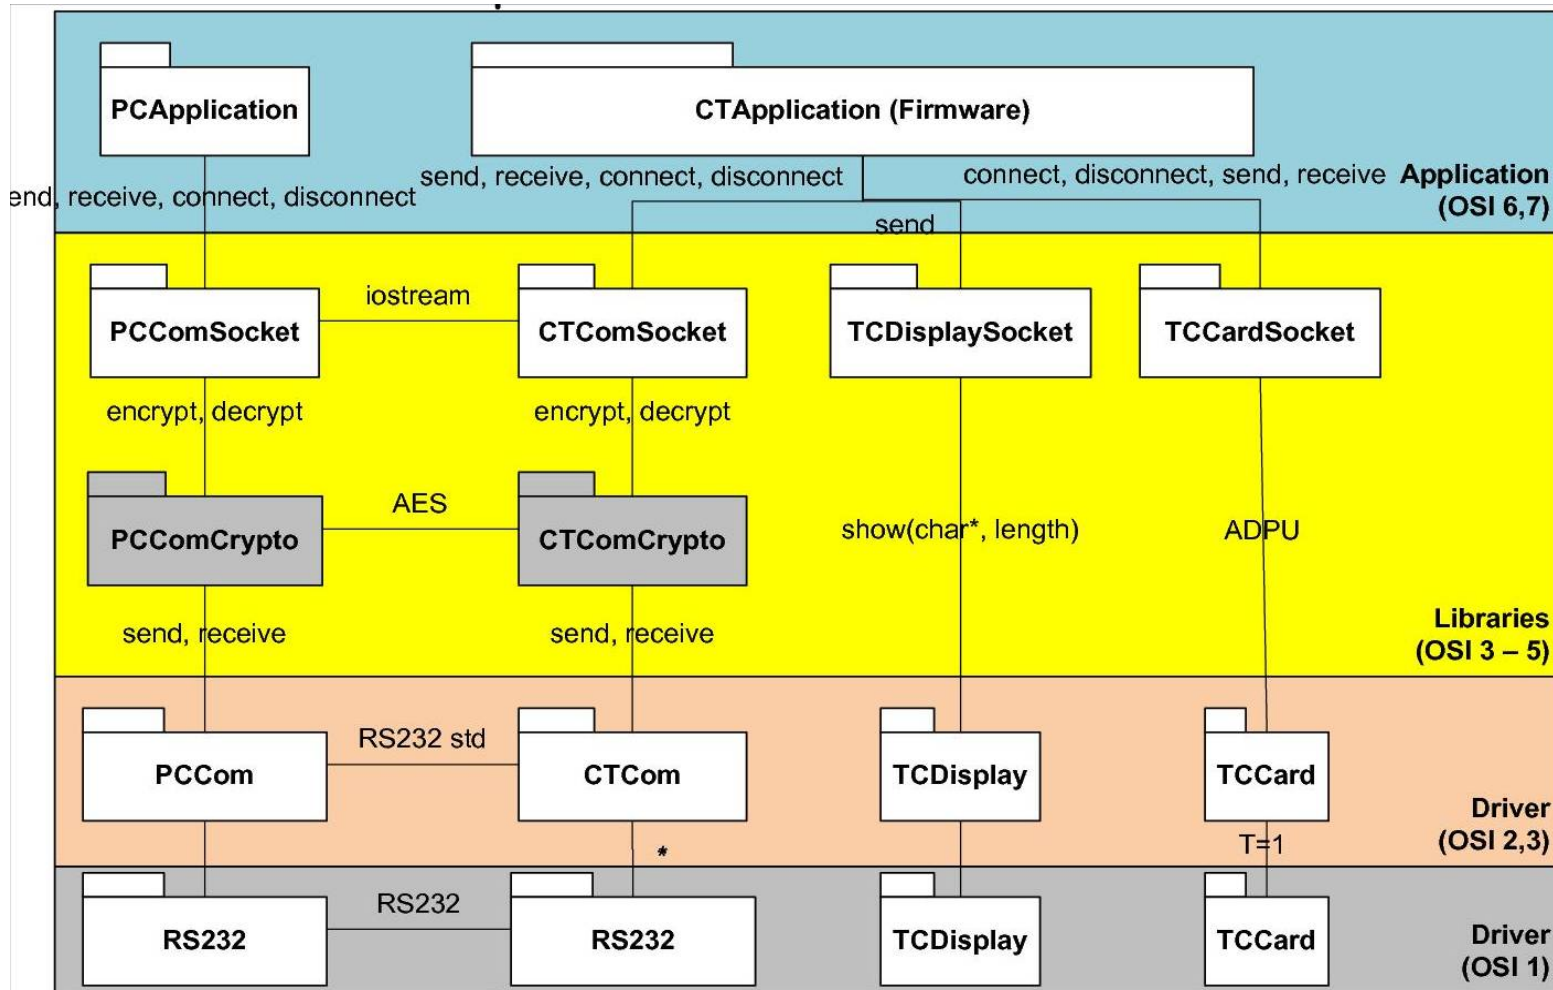 PCApplication
CTApplication (Firmware)
end, receive, connect, disconnect
send, receive, connect, disconnect
connect, disconnect, send, receive
Application
(OSI 6,7)
send
iostream
PCComSocket
CTComSocket
TCDisplaySocket
TCCardSocket
encrypt, decrypt
encrypt, decrypt
AES
PCComCrypto
CTComCrypto
show(char*, length)
ADPU
send, receive
send, receive
Libraries
(OSI 3 – 5)
RS232 std
PCCom
CTCom
TCDisplay
TCCard
Driver
(OSI 2,3)
*
T=1
RS232
RS232
RS232
TCDisplay
TCCard
Driver
(OSI 1)